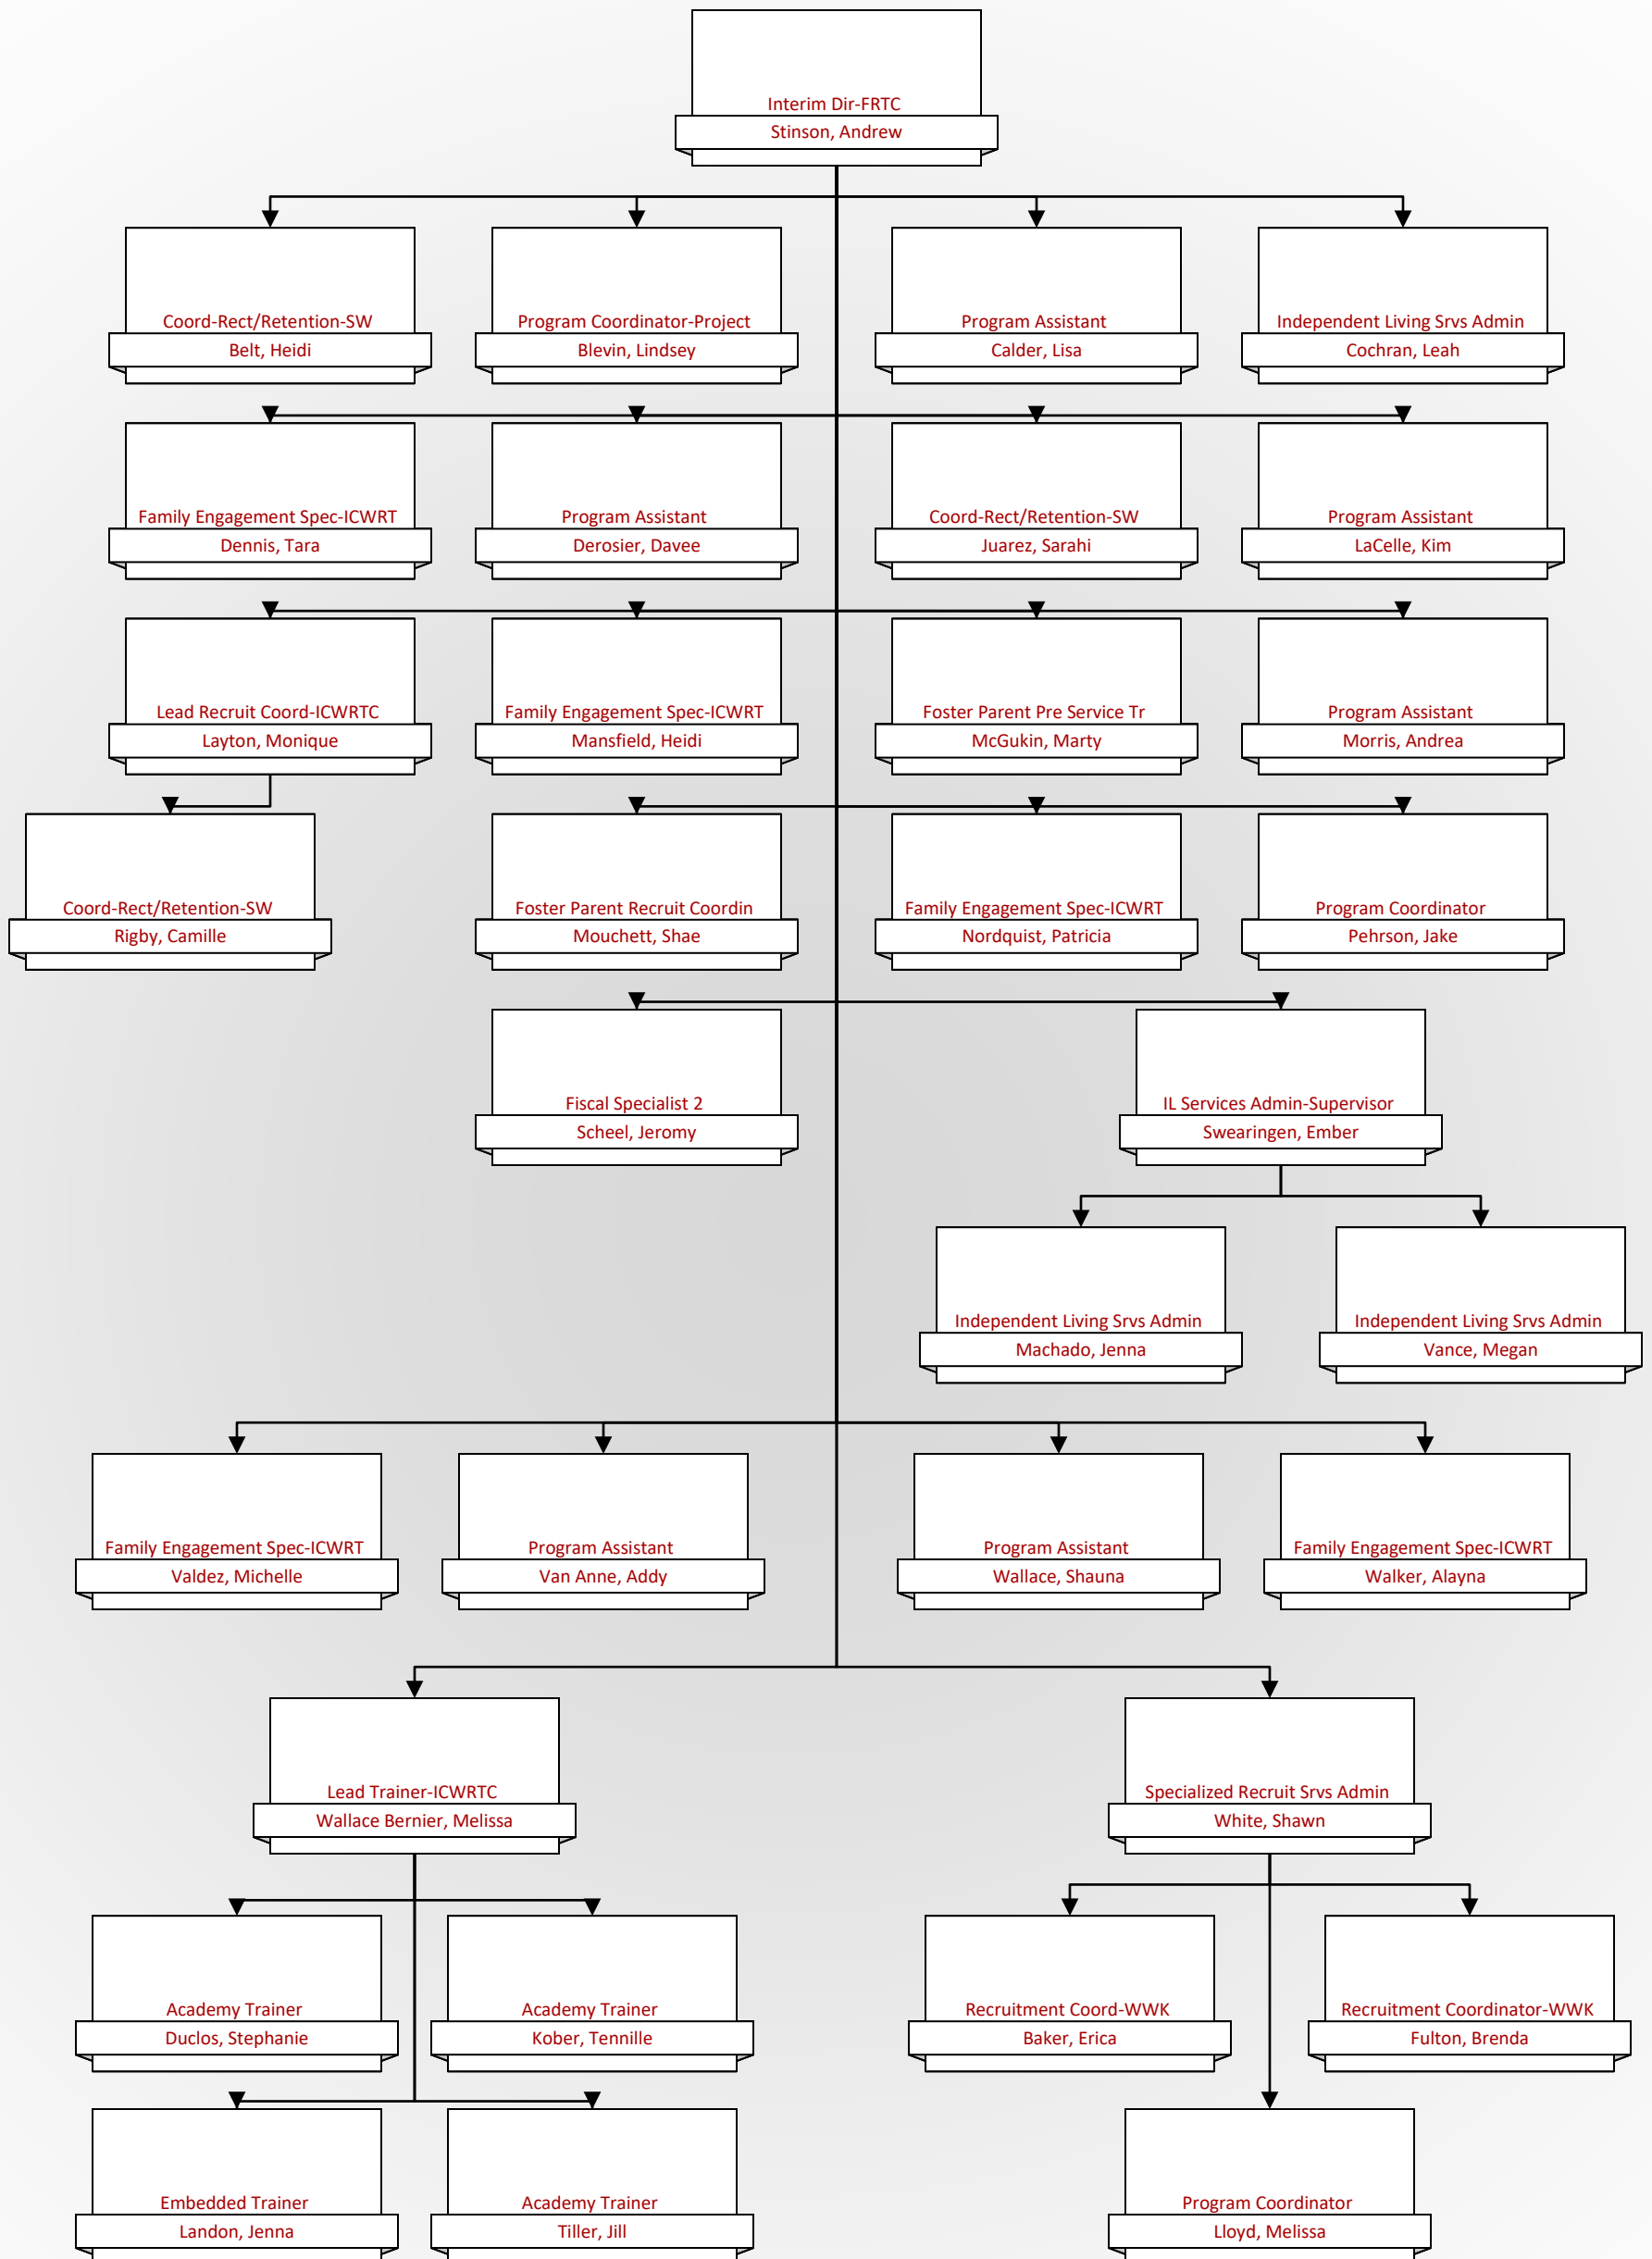 Interim Dir-FRTC
Stinson, Andrew
Coord-Rect/Retention-SW
Belt, Heidi
Program Coordinator-Project
Blevin, Lindsey
Program Assistant
Calder, Lisa
Independent Living Srvs Admin
Cochran, Leah
Family Engagement Spec-ICWRT
Dennis, Tara
Program Assistant
Derosier, Davee
Coord-Rect/Retention-SW
Juarez, Sarahi
Program Assistant
LaCelle, Kim
Lead Recruit Coord-ICWRTC
Layton, Monique
Family Engagement Spec-ICWRT
Mansfield, Heidi
Foster Parent Pre Service Tr
McGukin, Marty
Program Assistant
Morris, Andrea
Coord-Rect/Retention-SW
Rigby, Camille
Foster Parent Recruit Coordin
Mouchett, Shae
Family Engagement Spec-ICWRT
Nordquist, Patricia
Program Coordinator
Pehrson, Jake
Fiscal Specialist 2
Scheel, Jeromy
IL Services Admin-Supervisor
Swearingen, Ember
Independent Living Srvs Admin
Machado, Jenna
Independent Living Srvs Admin
Vance, Megan
Family Engagement Spec-ICWRT
Valdez, Michelle
Program Assistant
Van Anne, Addy
Program Assistant
Wallace, Shauna
Family Engagement Spec-ICWRT
Walker, Alayna
Lead Trainer-ICWRTC
Wallace Bernier, Melissa
Specialized Recruit Srvs Admin
White, Shawn
Academy Trainer
Duclos, Stephanie
Academy Trainer
Kober, Tennille
Recruitment Coord-WWK
Baker, Erica
Recruitment Coordinator-WWK
Fulton, Brenda
Embedded Trainer
Landon, Jenna
Academy Trainer
Tiller, Jill
Program Coordinator
Lloyd, Melissa